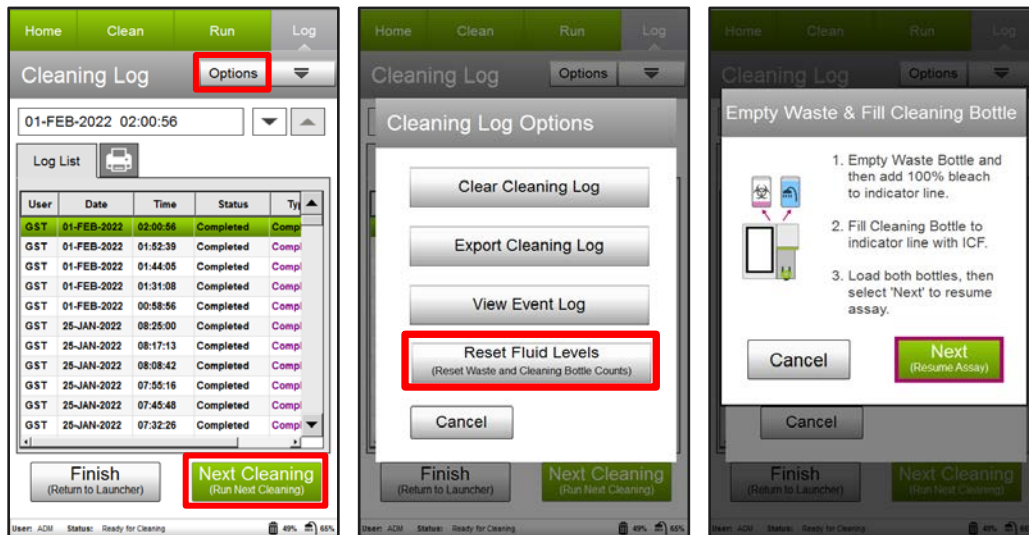 Home Clean Run Log
Cleaning Log Options
01-FEB-2022 02:00:56
Log List
User Date Time Status Ty
GST 01-FEB-2022 02:00:56 Completed Comp
GST 01-FEB-2022 01:52:39 Completed Compl
GST 01-FEB-2022 01:44:05 Completed Compl
GST 01-FEB-2022 01:31:08 Completed Compl
GST 01-FEB-2022 00:58:56 Completed Compl
GST 25-JAN-2022 08:25:00 Completed Compl
GST 25-JAN-2022 08:17:13 Completed Compl
GST 25-JAN-2022 08:08:42 Completed Compl
GST 25-JAN-2022 07:55:16 Completed Compl
GST 25-JAN-2022 07:45:48 Completed Compl
GST 25-JAN-2022 07:32:26 Completed Compl
Finish
(Return to Launcher)
Next Cleaning
(Run Next Cleaning)
User: ADM Status: Ready for Cleaning 49% 65%
Home Clean Run Log
Cleaning Log Options
Cleaning Log Options
Clear Cleaning Log
Export Cleaning Log
View Event Log
Reset Fluid Levels
(Reset Waste and Cleaning Bottle Counts)
Cancel
Finish
(Return to Launcher)
Next Cleaning
(Run Next Cleaning)
User: ADM Status: Ready for Cleaning 49% 65%
Home Clean Run Log
Cleaning Log Options
Empty Waste & Fill Cleaning Bottle
1. Empty Waste Bottle and
then add 100% bleach
to indicator line.
2. Fill Cleaning Bottle to
indicator line with ICF.
3. Load both bottles, then
select 'Next' to resume
assay.
Cancel
Next
(Resume Assay)
Cancel
Finish
(Return to Launcher)
Next Cleaning
(Run Next Cleaning)
User: ADM Status: Ready for Cleaning 49%